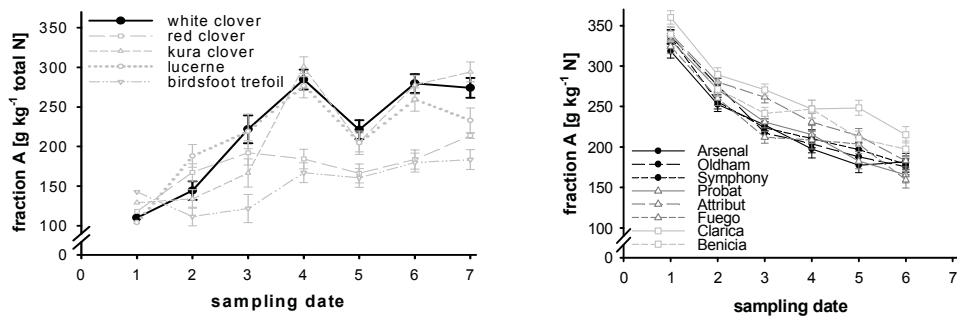 white clover
red clover
kura clover
lucerne
birdsfoot trefoil
fraction A [g kg-1 total N]
350
300
250
200
150
100
0
0 1 2 3 4 5 6 7
sampling date
fraction A [g kg-1 N]
350
300
250
200
150
100
0
Arsenal
Oldham
Symphony
Probat
Attribut
Fuego
Clarica
Benicia
0 1 2 3 4 5 6 7
sampling date